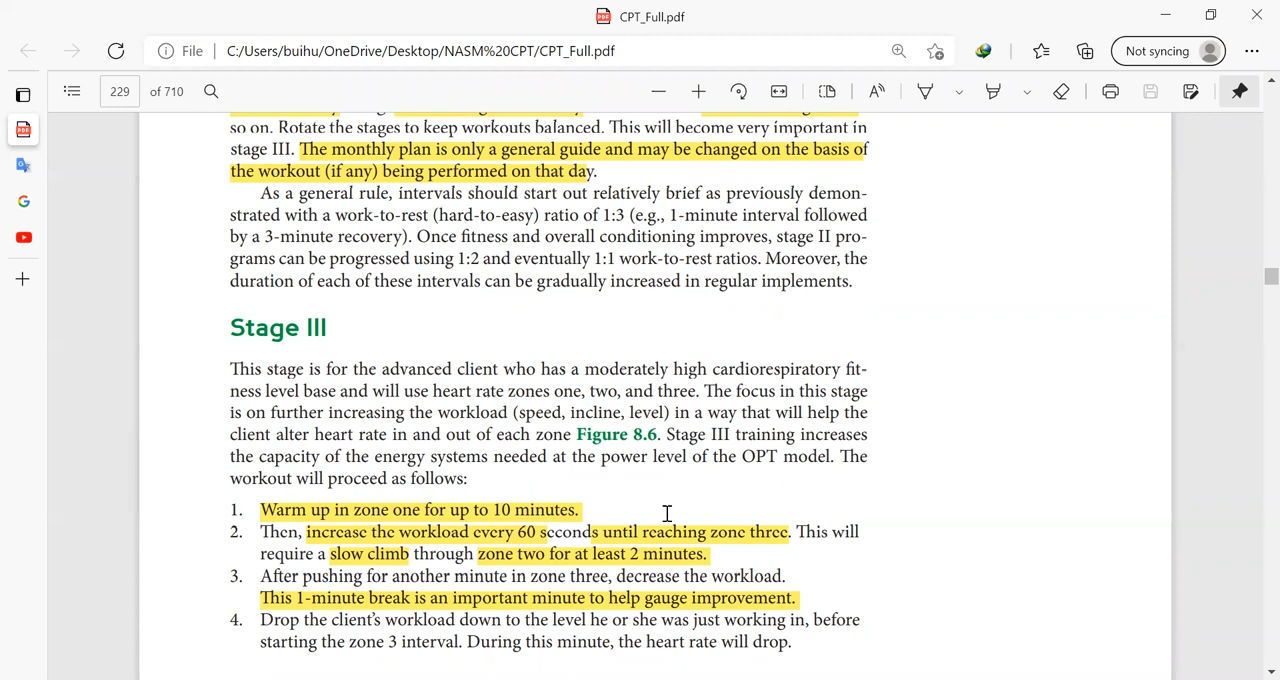 CPT_Full.pdf
File | C:/Users/buihu/OneDrive/Desktop/NASM%20CPT/CPT_Full.pdf
Not syncing
229 of 710
so on. Rotate the stages to keep workouts balanced. This will become very important in
stage III. The monthly plan is only a general guide and may be changed on the basis of
the workout (if any) being performed on that day.
As a general rule, intervals should start out relatively brief as previously demon-
strated with a work-to-rest (hard-to-easy) ratio of 1:3 (e.g., 1-minute interval followed
by a 3-minute recovery). Once fitness and overall conditioning improves, stage II pro-
grams can be progressed using 1:2 and eventually 1:1 work-to-rest ratios. Moreover, the
duration of each of these intervals can be gradually increased in regular implements.
Stage III
This stage is for the advanced client who has a moderately high cardiorespiratory fit-
ness level base and will use heart rate zones one, two, and three. The focus in this stage
is on further increasing the workload (speed, incline, level) in a way that will help the
client alter heart rate in and out of each zone Figure 8.6. Stage III training increases
the capacity of the energy systems needed at the power level of the OPT model. The
workout will proceed as follows:
1. Warm up in zone one for up to 10 minutes.
2. Then, increase the workload every 60 seconds until reaching zone three. This will
require a slow climb through zone two for at least 2 minutes.
3. After pushing for another minute in zone three, decrease the workload.
This 1-minute break is an important minute to help gauge improvement.
4. Drop the client's workload down to the level he or she was just working in, before
starting the zone 3 interval. During this minute, the heart rate will drop.